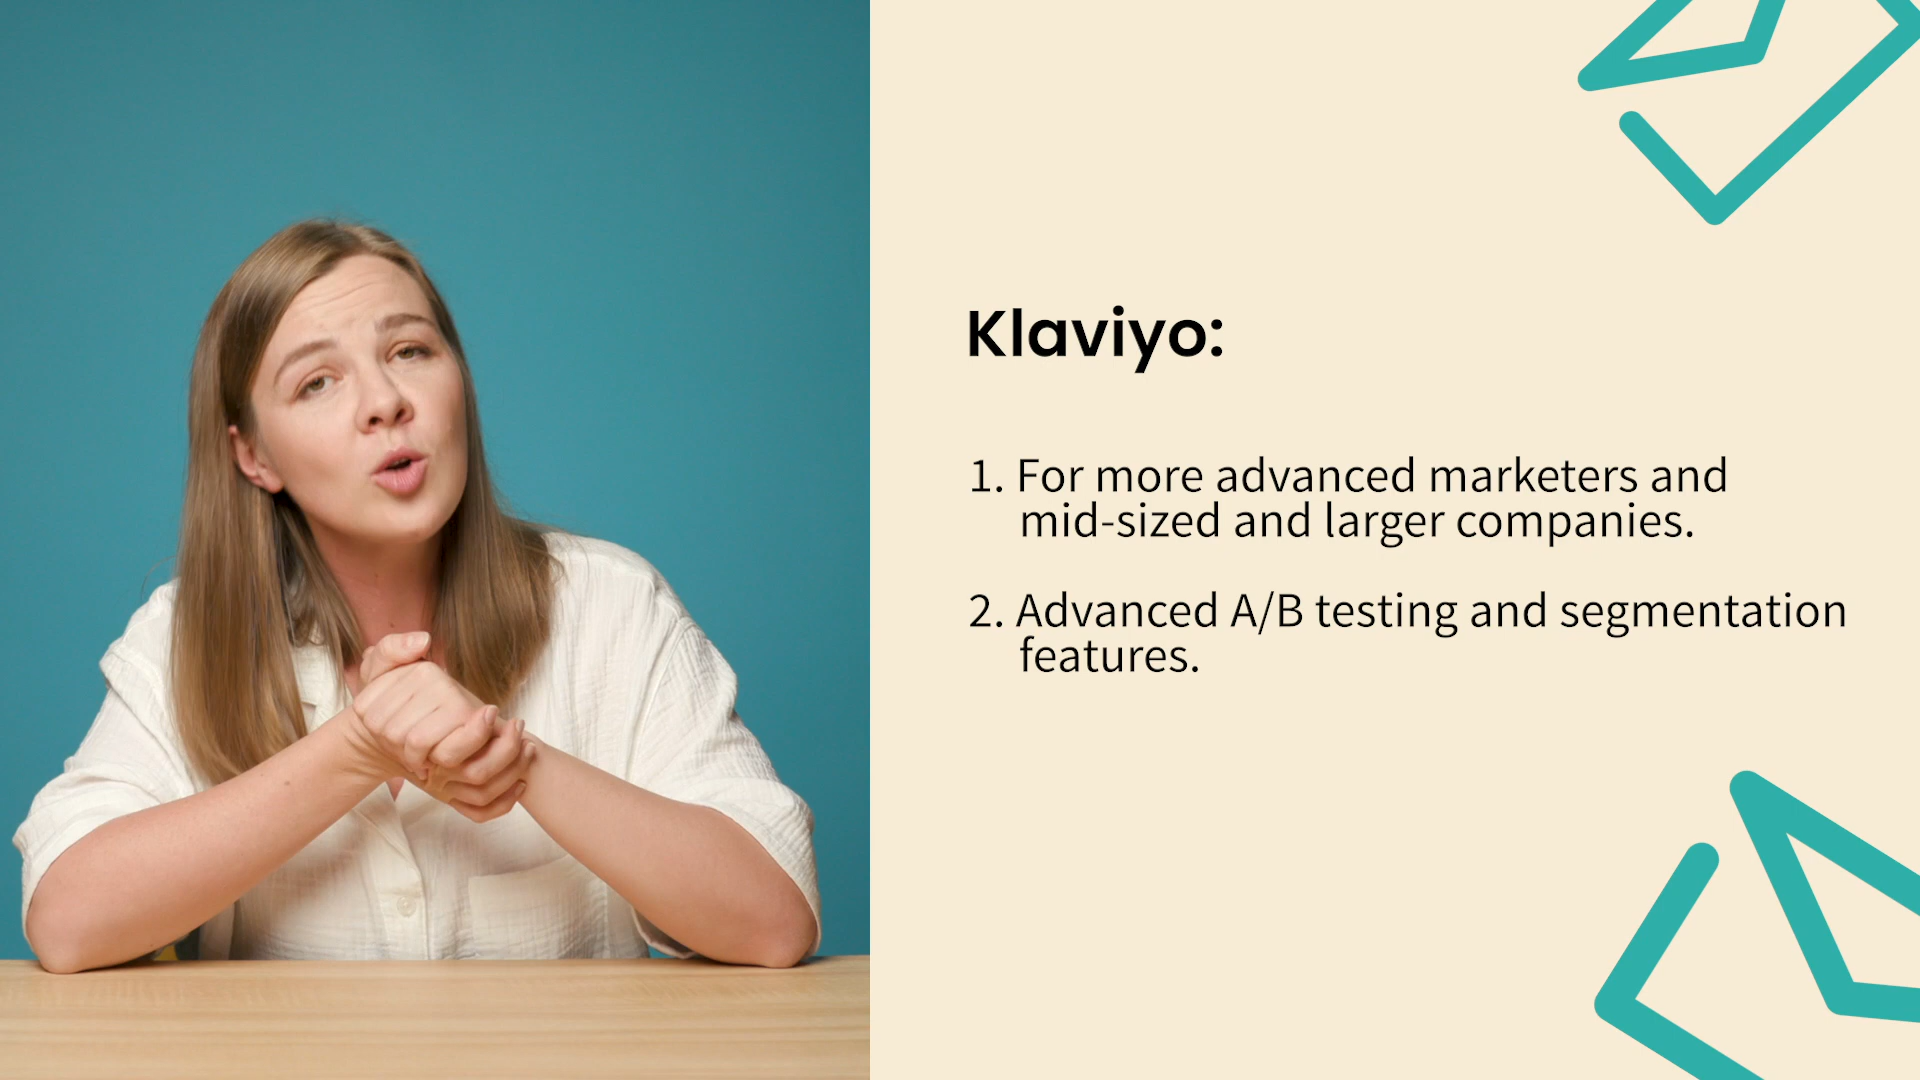 Klaviyo:
1. For more advanced marketers and
mid-sized and larger companies.
2. Advanced A/B testing and segmentation
features.